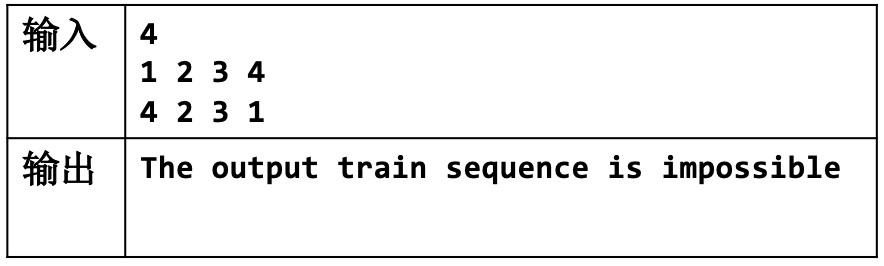 输入
4
1 2 3 4
4 2 3 1
输出
The output train sequence is impossible